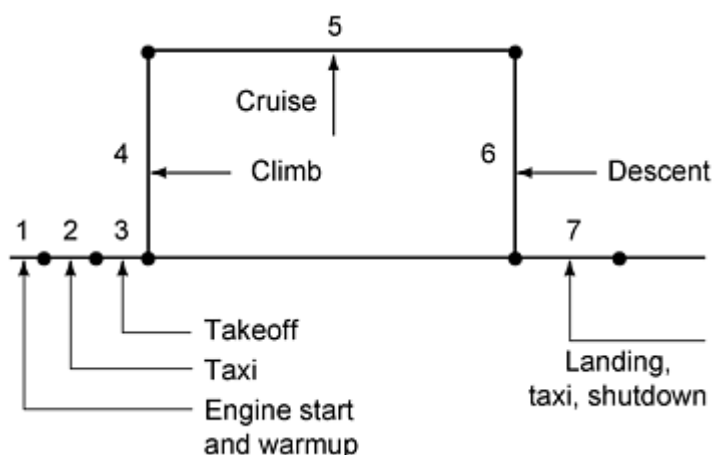 5
Cruise
4
Climb
6
Descent
1 2 3
7
Takeoff
Taxi
Engine start
and warmup
Landing,
taxi, shutdown